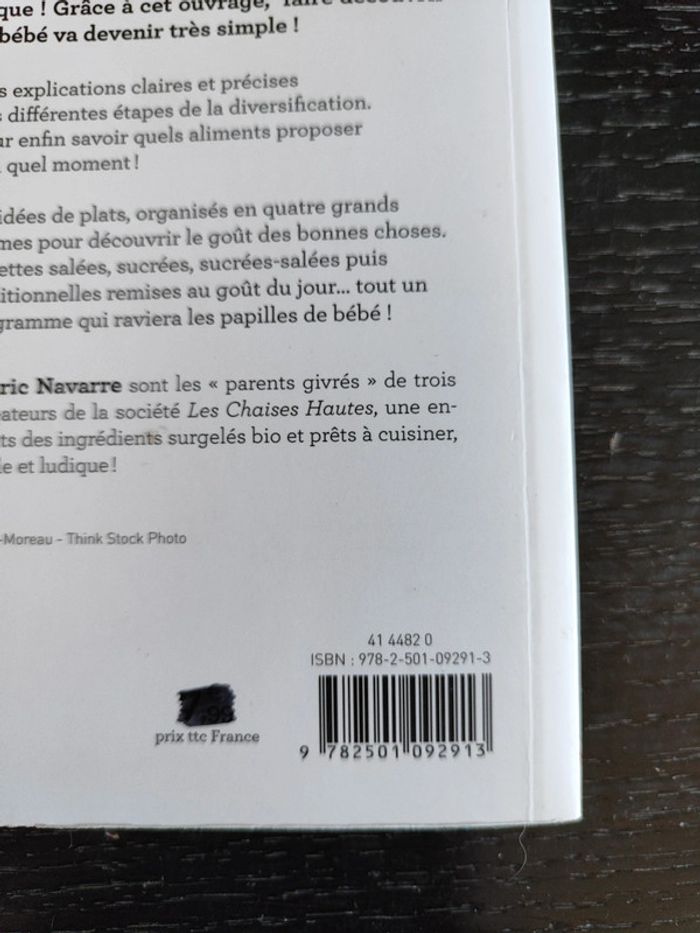 que ! Grâce à cet ouvrage, faire
bébé va devenir très simple !
s explications claires et précises
s différentes étapes de la diversification.
ur enfin savoir quels aliments proposer
quel moment !
idées de plats, organisés en quatre grands
mes pour découvrir le goût des bonnes choses.
ettes salées, sucrées, sucrées-salées puis
itionnelles remises au goût du jour... tout un
gramme qui raviera les papilles de bébé !
ric Navarre sont les « parents givrés » de trois
ateurs de la société Les Chaises Hautes, une en-
ts des ingrédients surgelés bio et prêts à cuisiner,
le et ludique !
-Moreau - Think Stock Photo
41 4482 0
ISBN : 978-2-501-09291-3
prix ttc France
9 782501 092913